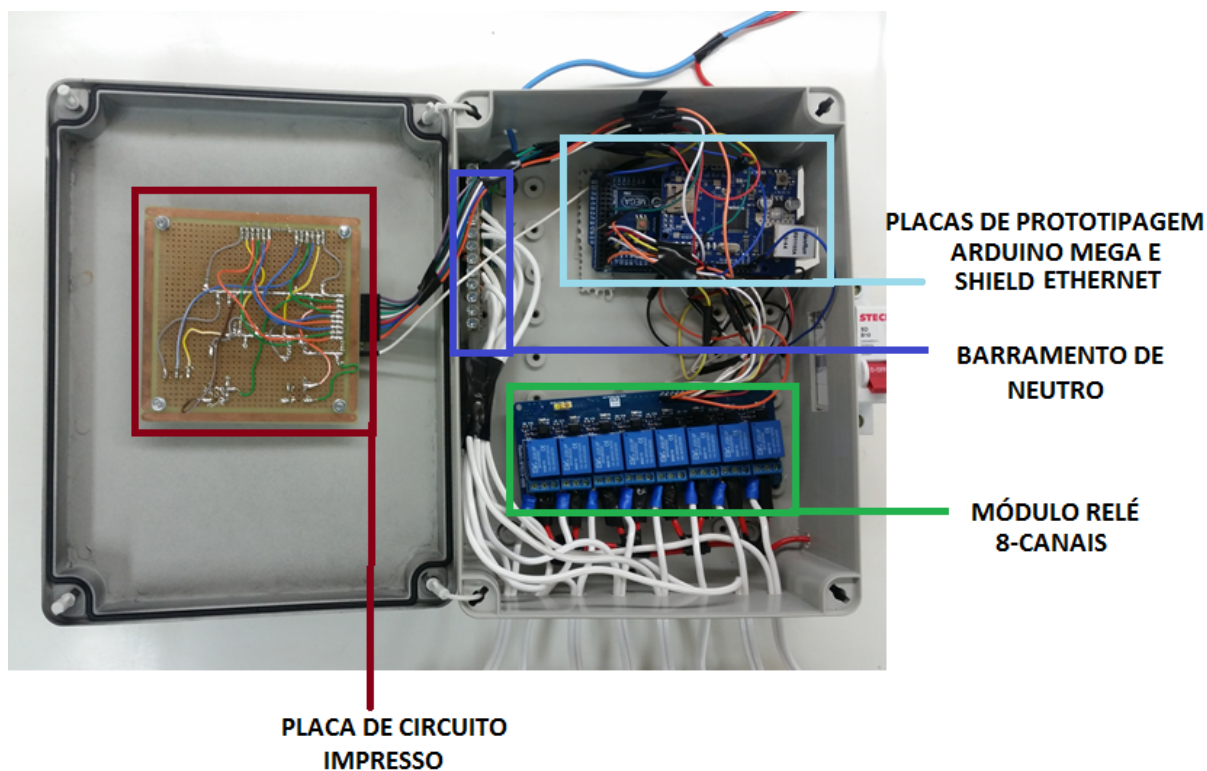 PLACAS DE PROTOTIPAGEM
ARDUINO MEGA E
SHIELD ETHERNET
STECK
BARRAMENTO DE
NEUTRO
MÓDULO RELÉ
8-CANAIS
PLACA DE CIRCUITO
IMPRESSO
MEGA